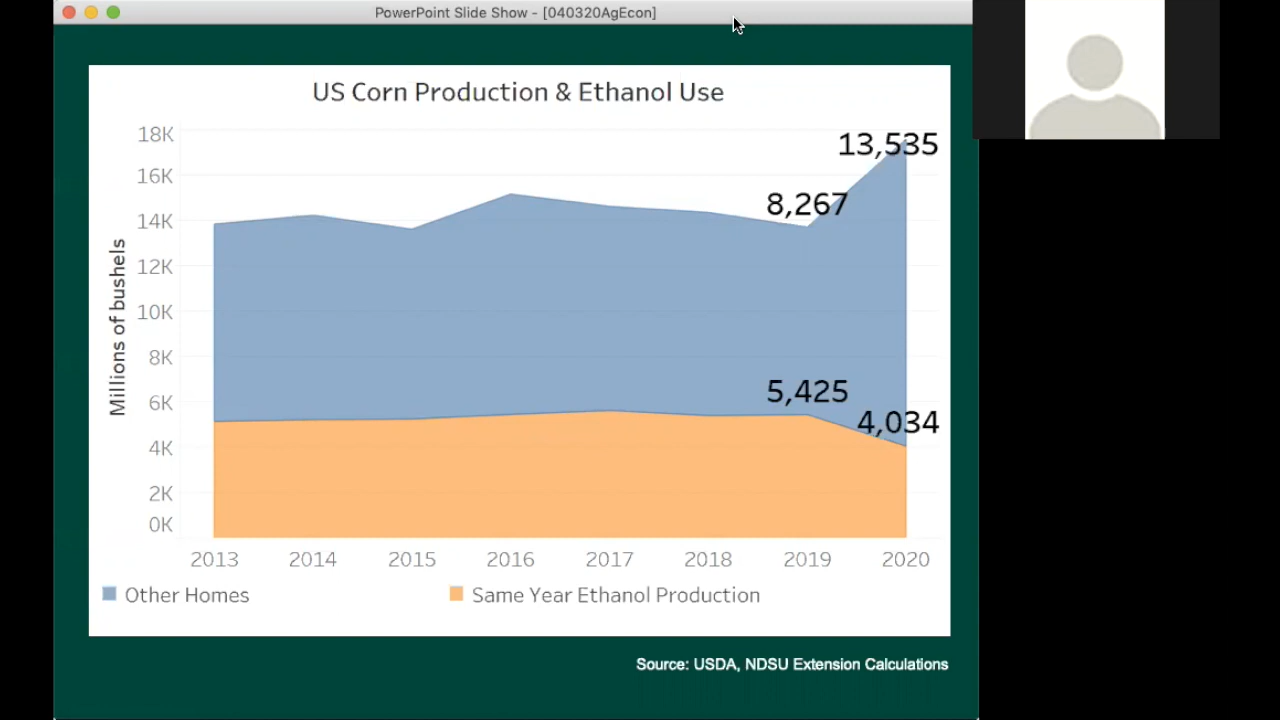 PowerPoint Slide Show - [040320AgEcon]
US Corn Production & Ethanol Use
Millions of bushels
18K
16K
14K
12K
10K
8K
6K
4K
2K
0K
13,535
8,267
5,425
4,034
2013 2014 2015 2016 2017 2018 2019 2020
Other Homes Same Year Ethanol Production
Source: USDA, NDSU Extension Calculations